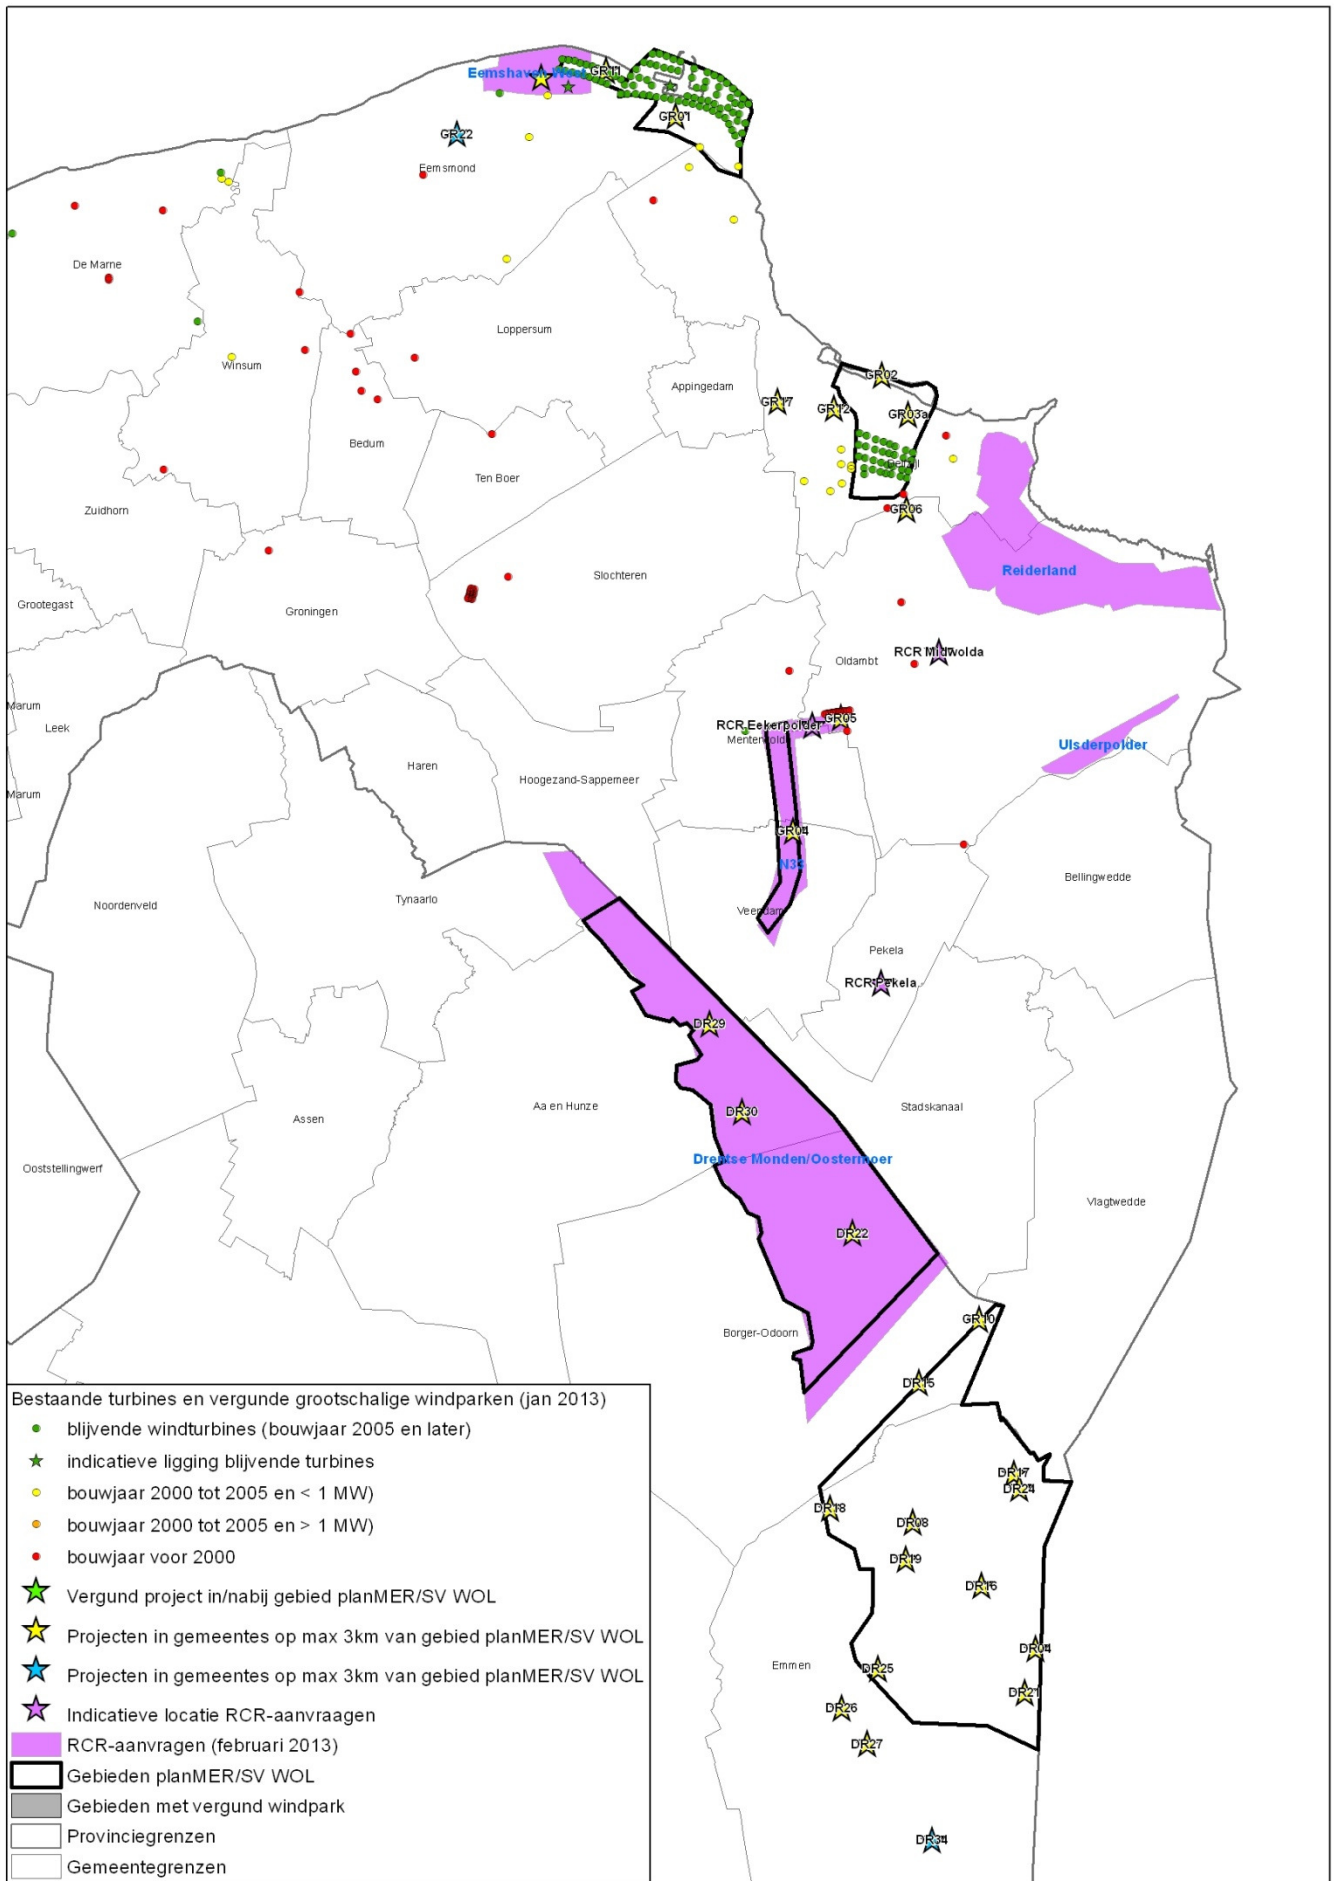 Eemshaven West
GR11
GR01
GR22
Eemsmond
De Marne
Loppersum
Winsum
Appingedam
GR02
GR17
GR12
GR03a
Bedum
Delfzijl
Ten Boer
Zuidhorn
GR06
Reiderland
Slochteren
Grootegast
Groningen
RCR Midwolda
Oldambt
Marum
Leek
RCR Eekerpolder
GR05
Menterwolde
Ulsderpolder
Haren
Hoogezand-Sappemeer
Marum
GR04
N33
Bellingwedde
Noordenveld
Tynaarlo
Veendam
Pekela
RCR Pekela
DR29
Aa en Hunze
Stadskanaal
DR30
Assen
Drentse Monden/Oostermoer
Ooststellingwerf
Vlagtwedde
DR22
GR10
Borger-Odoorn
DR15
DR17
DR24
DR18
DR08
DR19
DR16
DR04
Emmen
DR25
DR21
DR26
DR27
DR34
Bestaande turbines en vergunde grootschalige windparken (jan 2013)
blijvende windturbines (bouwjaar 2005 en later)
indicatieve ligging blijvende turbines
bouwjaar 2000 tot 2005 en < 1 MW)
bouwjaar 2000 tot 2005 en > 1 MW)
bouwjaar voor 2000
Vergund project in/nabij gebied planMER/SV WOL
Projecten in gemeentes op max 3km van gebied planMER/SV WOL
Projecten in gemeentes op max 3km van gebied planMER/SV WOL
Indicatieve locatie RCR-aanvraagen
RCR-aanvragen (februari 2013)
Gebieden planMER/SV WOL
Gebieden met vergund windpark
Provinciegrenzen
Gemeentegrenzen